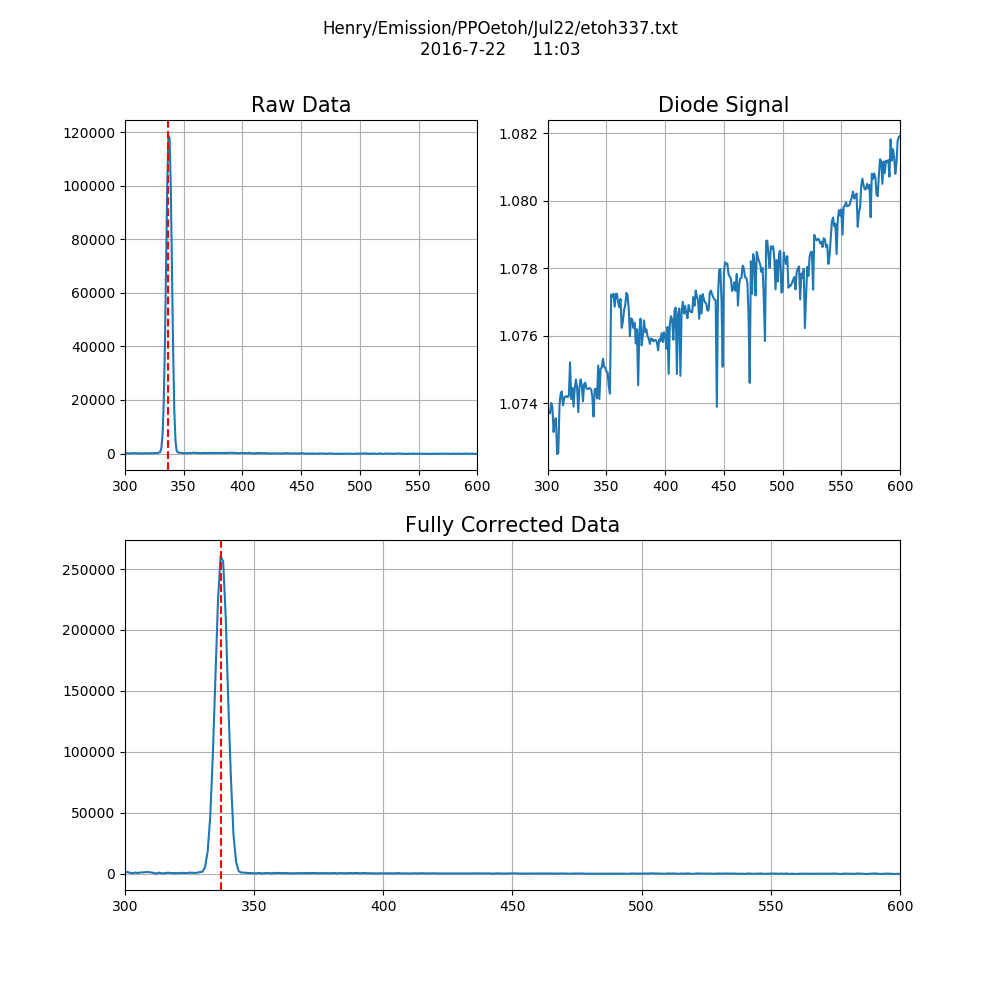 Henry/Emission/PPOetoh/Jul22/etoh337.txt
2016-7-22 11:03
Raw Data
120000
100000
80000
60000
40000
20000
0
300 350 400 450 500 550 600
Diode Signal
1.082
1.080
1.078
1.076
1.074
300 350 400 450 500 550 600
Fully Corrected Data
250000
200000
150000
100000
50000
0
300 350 400 450 500 550 600